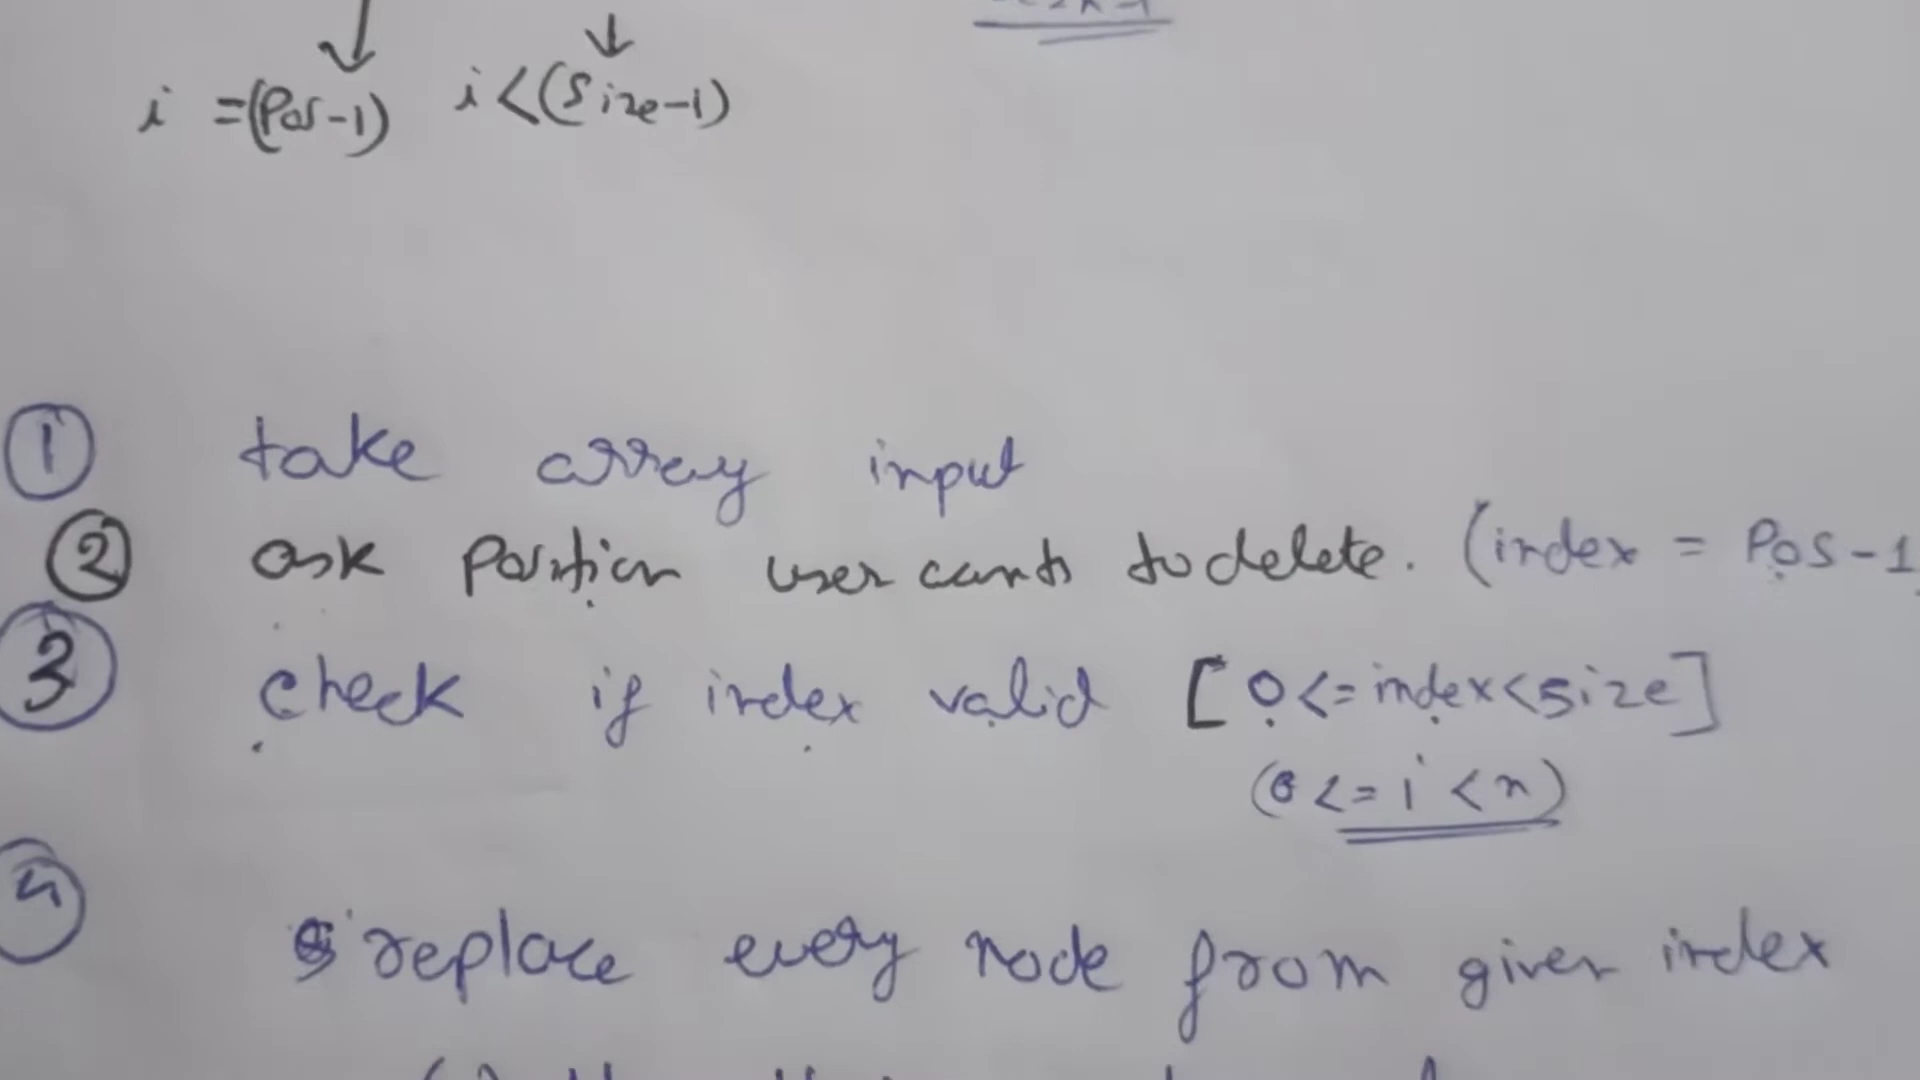 i =(Pos-1) i<(Size-1)
① take array input
② ask Position user wants to delete. (index = Pos-1
③ check if index valid [0<=index<size]
(0<=i<n)
④ replace every node from given index